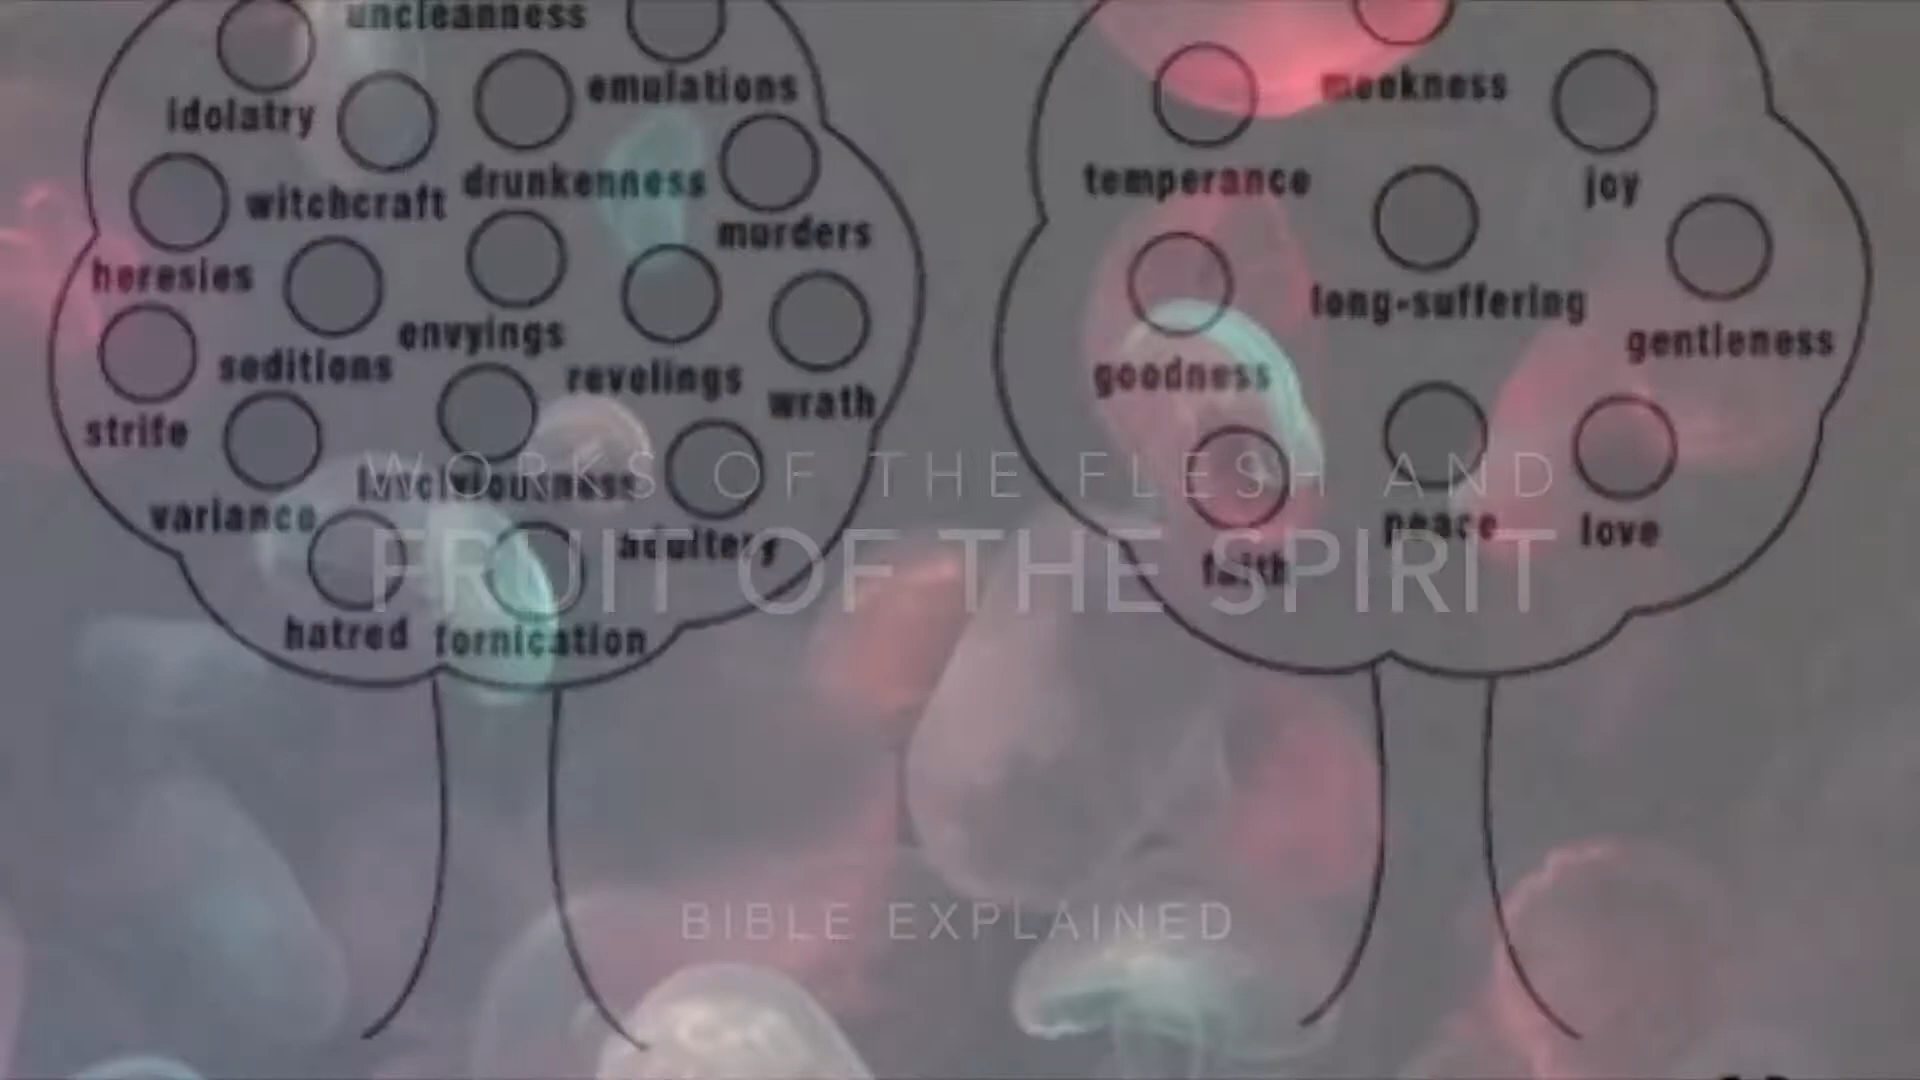 uncleanness
emulations
idolatry
witchcraft
drunkenness
murders
heresies
seditions
envyings
revelings
wrath
strife
variance
lasciviousness
adultery
hatred
fornication
meekness
temperance
joy
long-suffering
gentleness
goodness
peace
love
faith
WORKS OF THE FLESH AND
FRUIT OF THE SPIRIT
BIBLE EXPLAINED